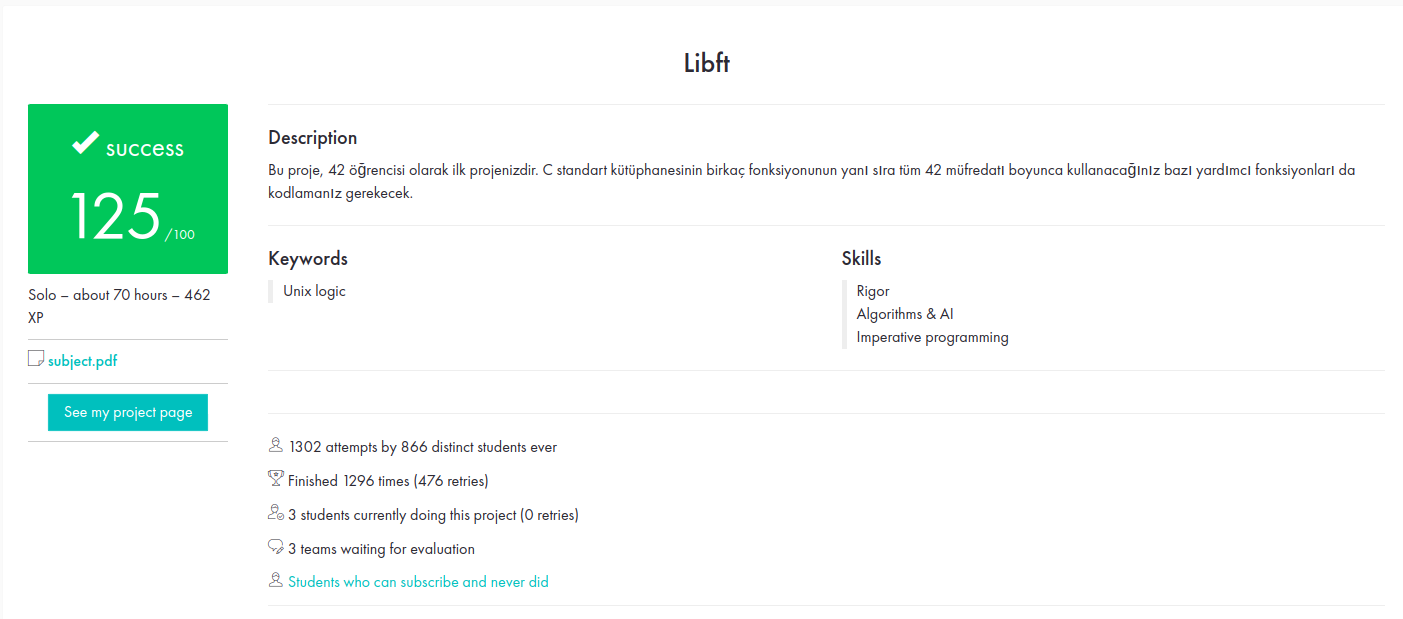 Libft
success
125 /100
Solo – about 70 hours – 462
XP
subject.pdf
See my project page
Description
Bu proje, 42 öğrencisi olarak ilk projenizdir. C standart kütüphanesinin birkaç fonksiyonunun yanı sıra tüm 42 müfredatı boyunca kullanacağınız bazı yardımcı fonksiyonları da
kodlamanız gerekecek.
Keywords
Unix logic
Skills
Rigor
Algorithms & AI
Imperative programming
1302 attempts by 866 distinct students ever
Finished 1296 times (476 retries)
3 students currently doing this project (0 retries)
3 teams waiting for evaluation
Students who can subscribe and never did